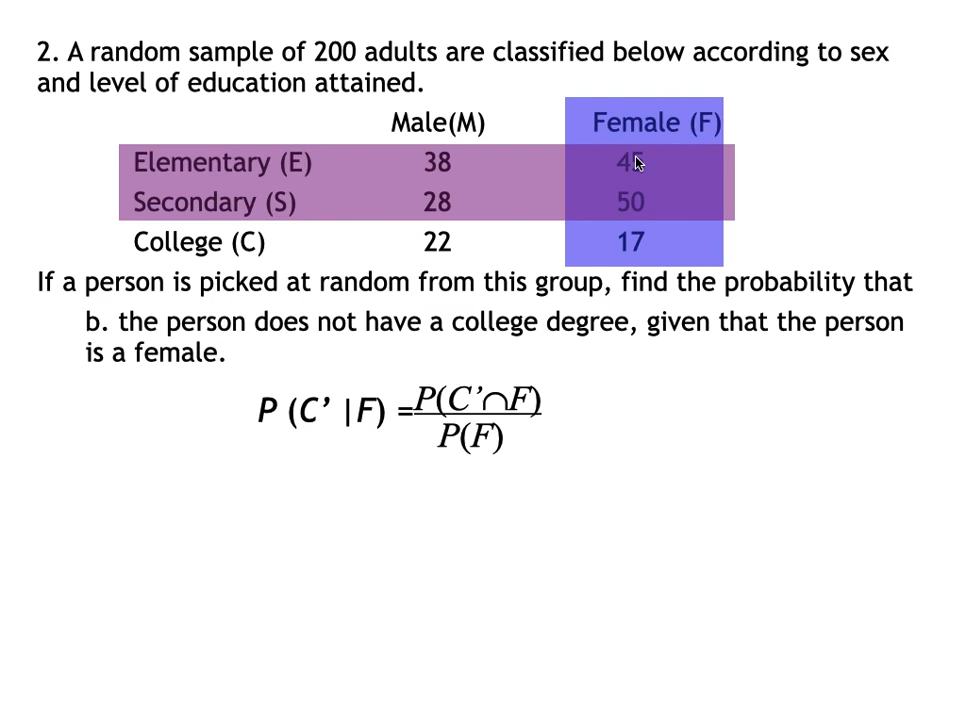 2. A random sample of 200 adults are classified below according to sex
and level of education attained.
Male(M) Female (F)
Elementary (E) 38 45
Secondary (S) 28 50
College (C) 22 17
If a person is picked at random from this group, find the probability that
b. the person does not have a college degree, given that the person
is a female.
P (C’ |F) = P(C’∩F)
P(F)